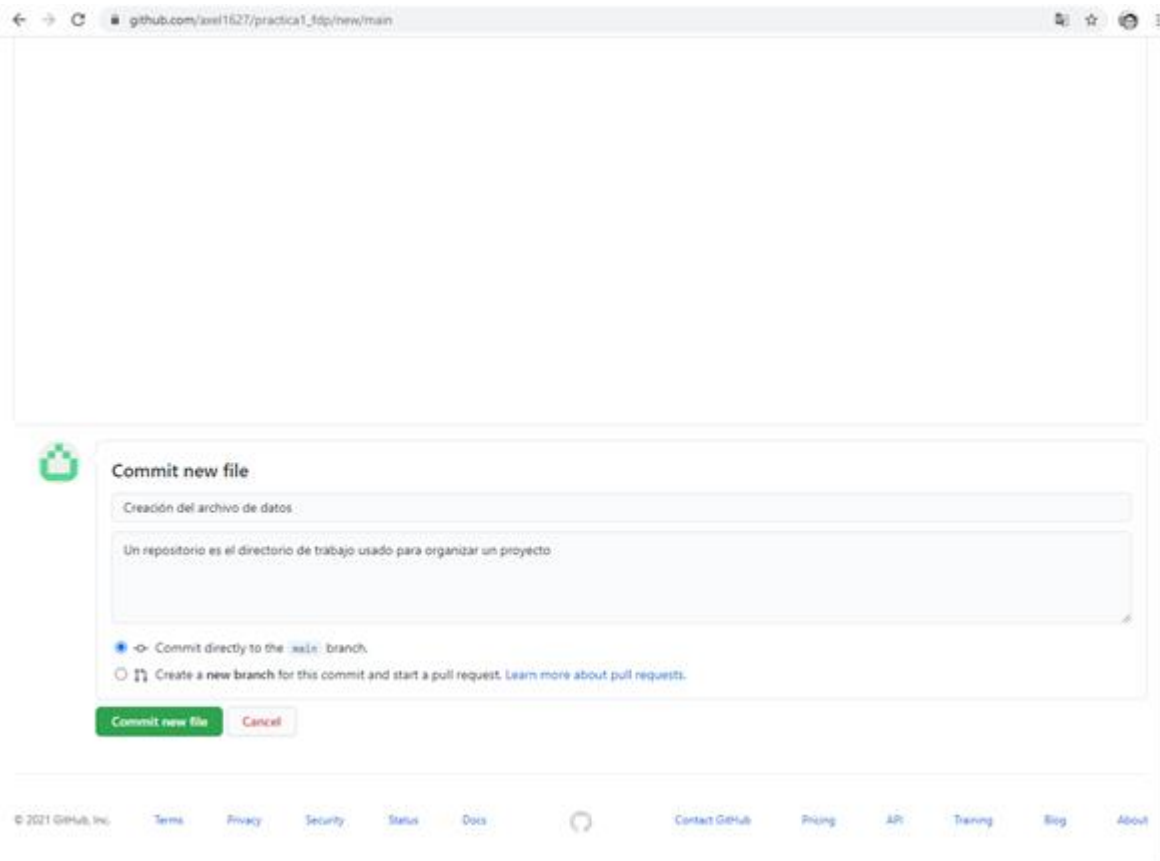 github.com/axel1627/practica1_fdp/new/main
Commit new file
Creación del archivo de datos
Un repositorio es el directorio de trabajo usado para organizar un proyecto
Commit directly to the main branch.
Create a new branch for this commit and start a pull request. Learn more about pull requests.
Commit new file Cancel
© 2021 GitHub, Inc. Terms Privacy Security Status Docs Contact GitHub Pricing API Training Blog About